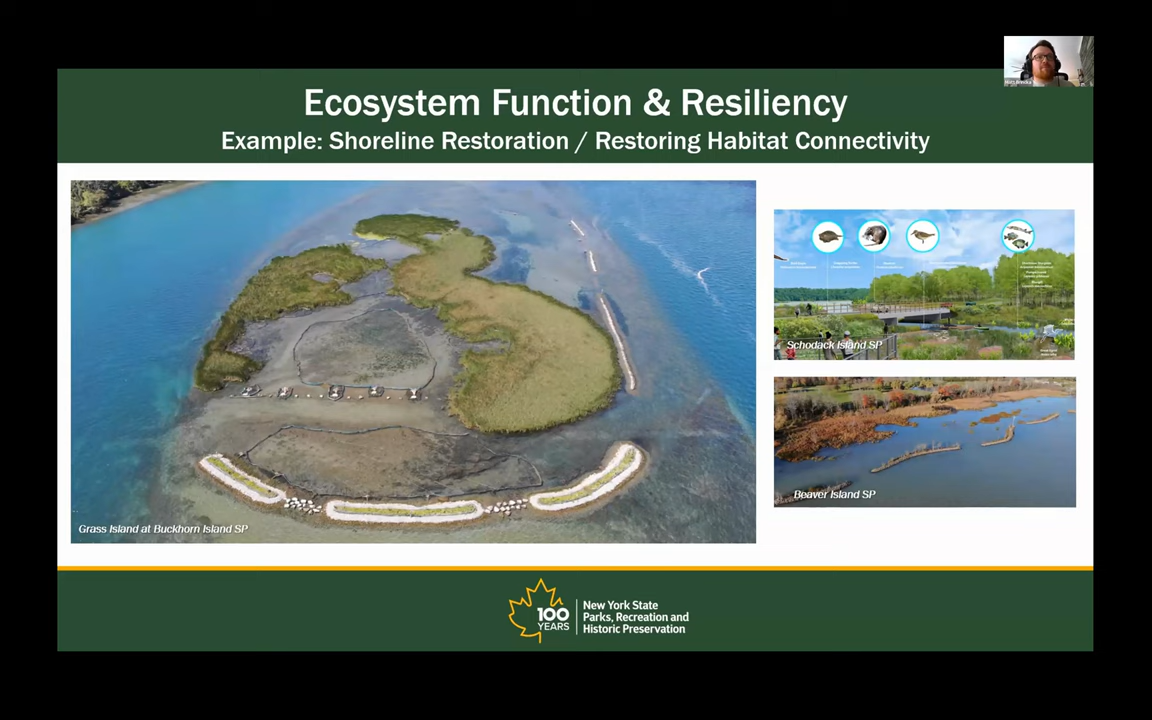 Ecosystem Function & Resiliency
Example: Shoreline Restoration / Restoring Habitat Connectivity
Schodack Island SP
Beaver Island SP
Grass Island at Buckhorn Island SP
100
YEARS
New York State
Parks, Recreation and
Historic Preservation